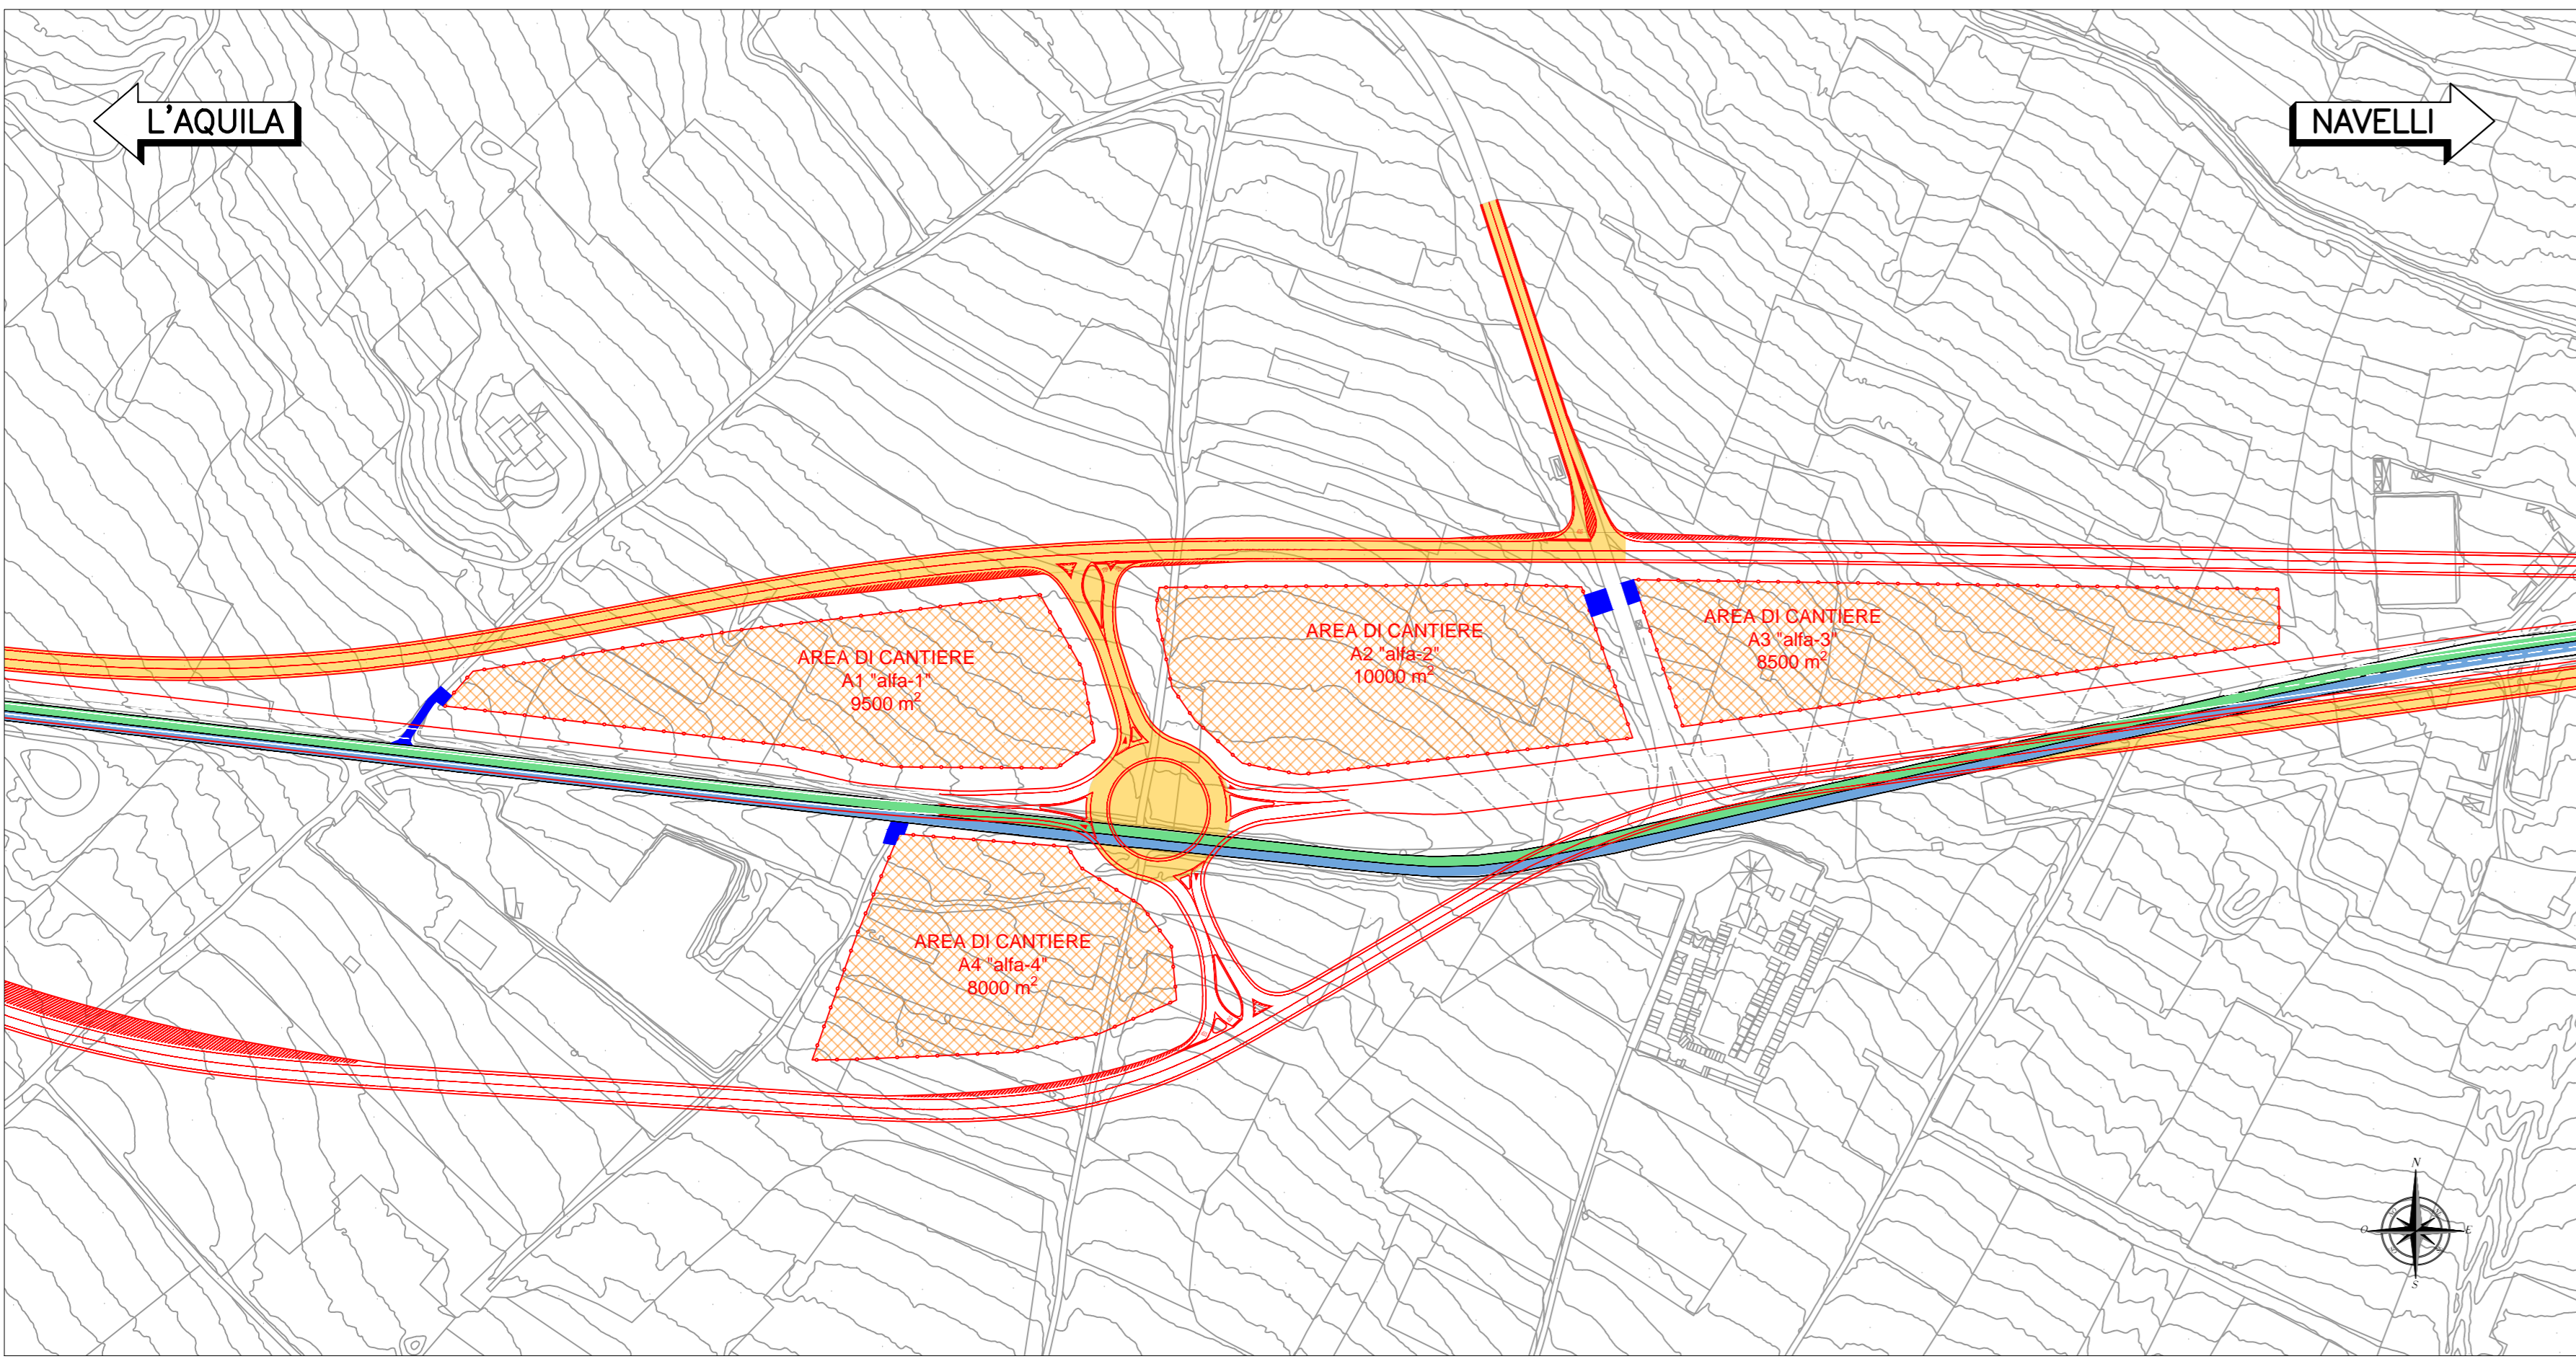 L'AQUILA
NAVELLI
AREA DI CANTIERE
A1 "alfa-1"
9500 m²
AREA DI CANTIERE
A2 "alfa-2"
10000 m²
AREA DI CANTIERE
A3 "alfa-3"
8500 m²
AREA DI CANTIERE
A4 "alfa-4"
8000 m²
N
O
E
S